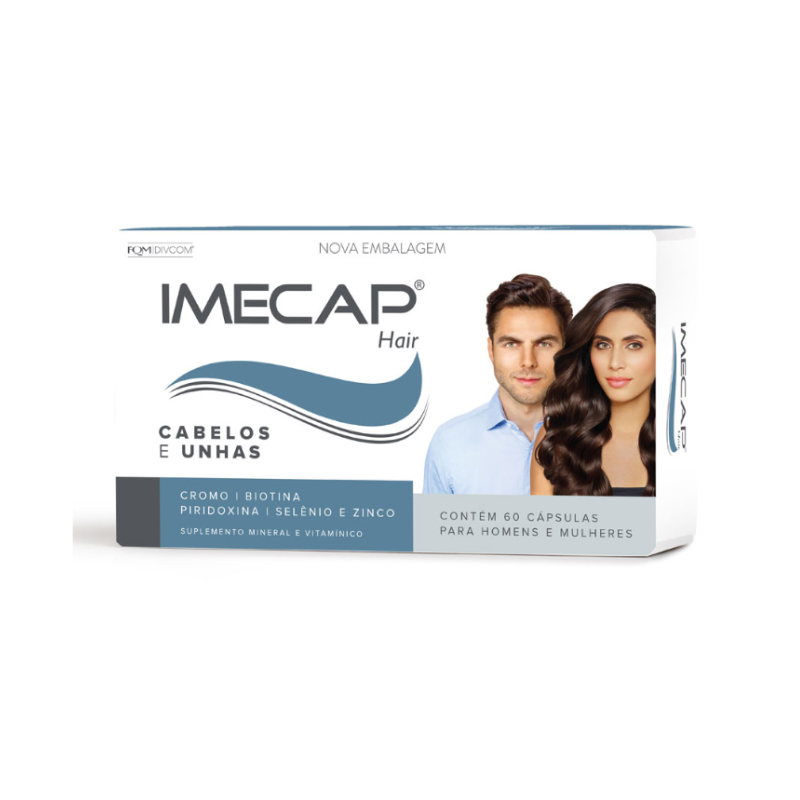 FQM|DIVCOM®
NOVA EMBALAGEM
IMECAP®
Hair
CABELOS
E UNHAS
CROMO | BIOTINA
PIRIDOXINA | SELÊNIO E ZINCO
SUPLEMENTO MINERAL E VITAMÍNICO
CONTÉM 60 CÁPSULAS
PARA HOMENS E MULHERES
IMECAP
Hair